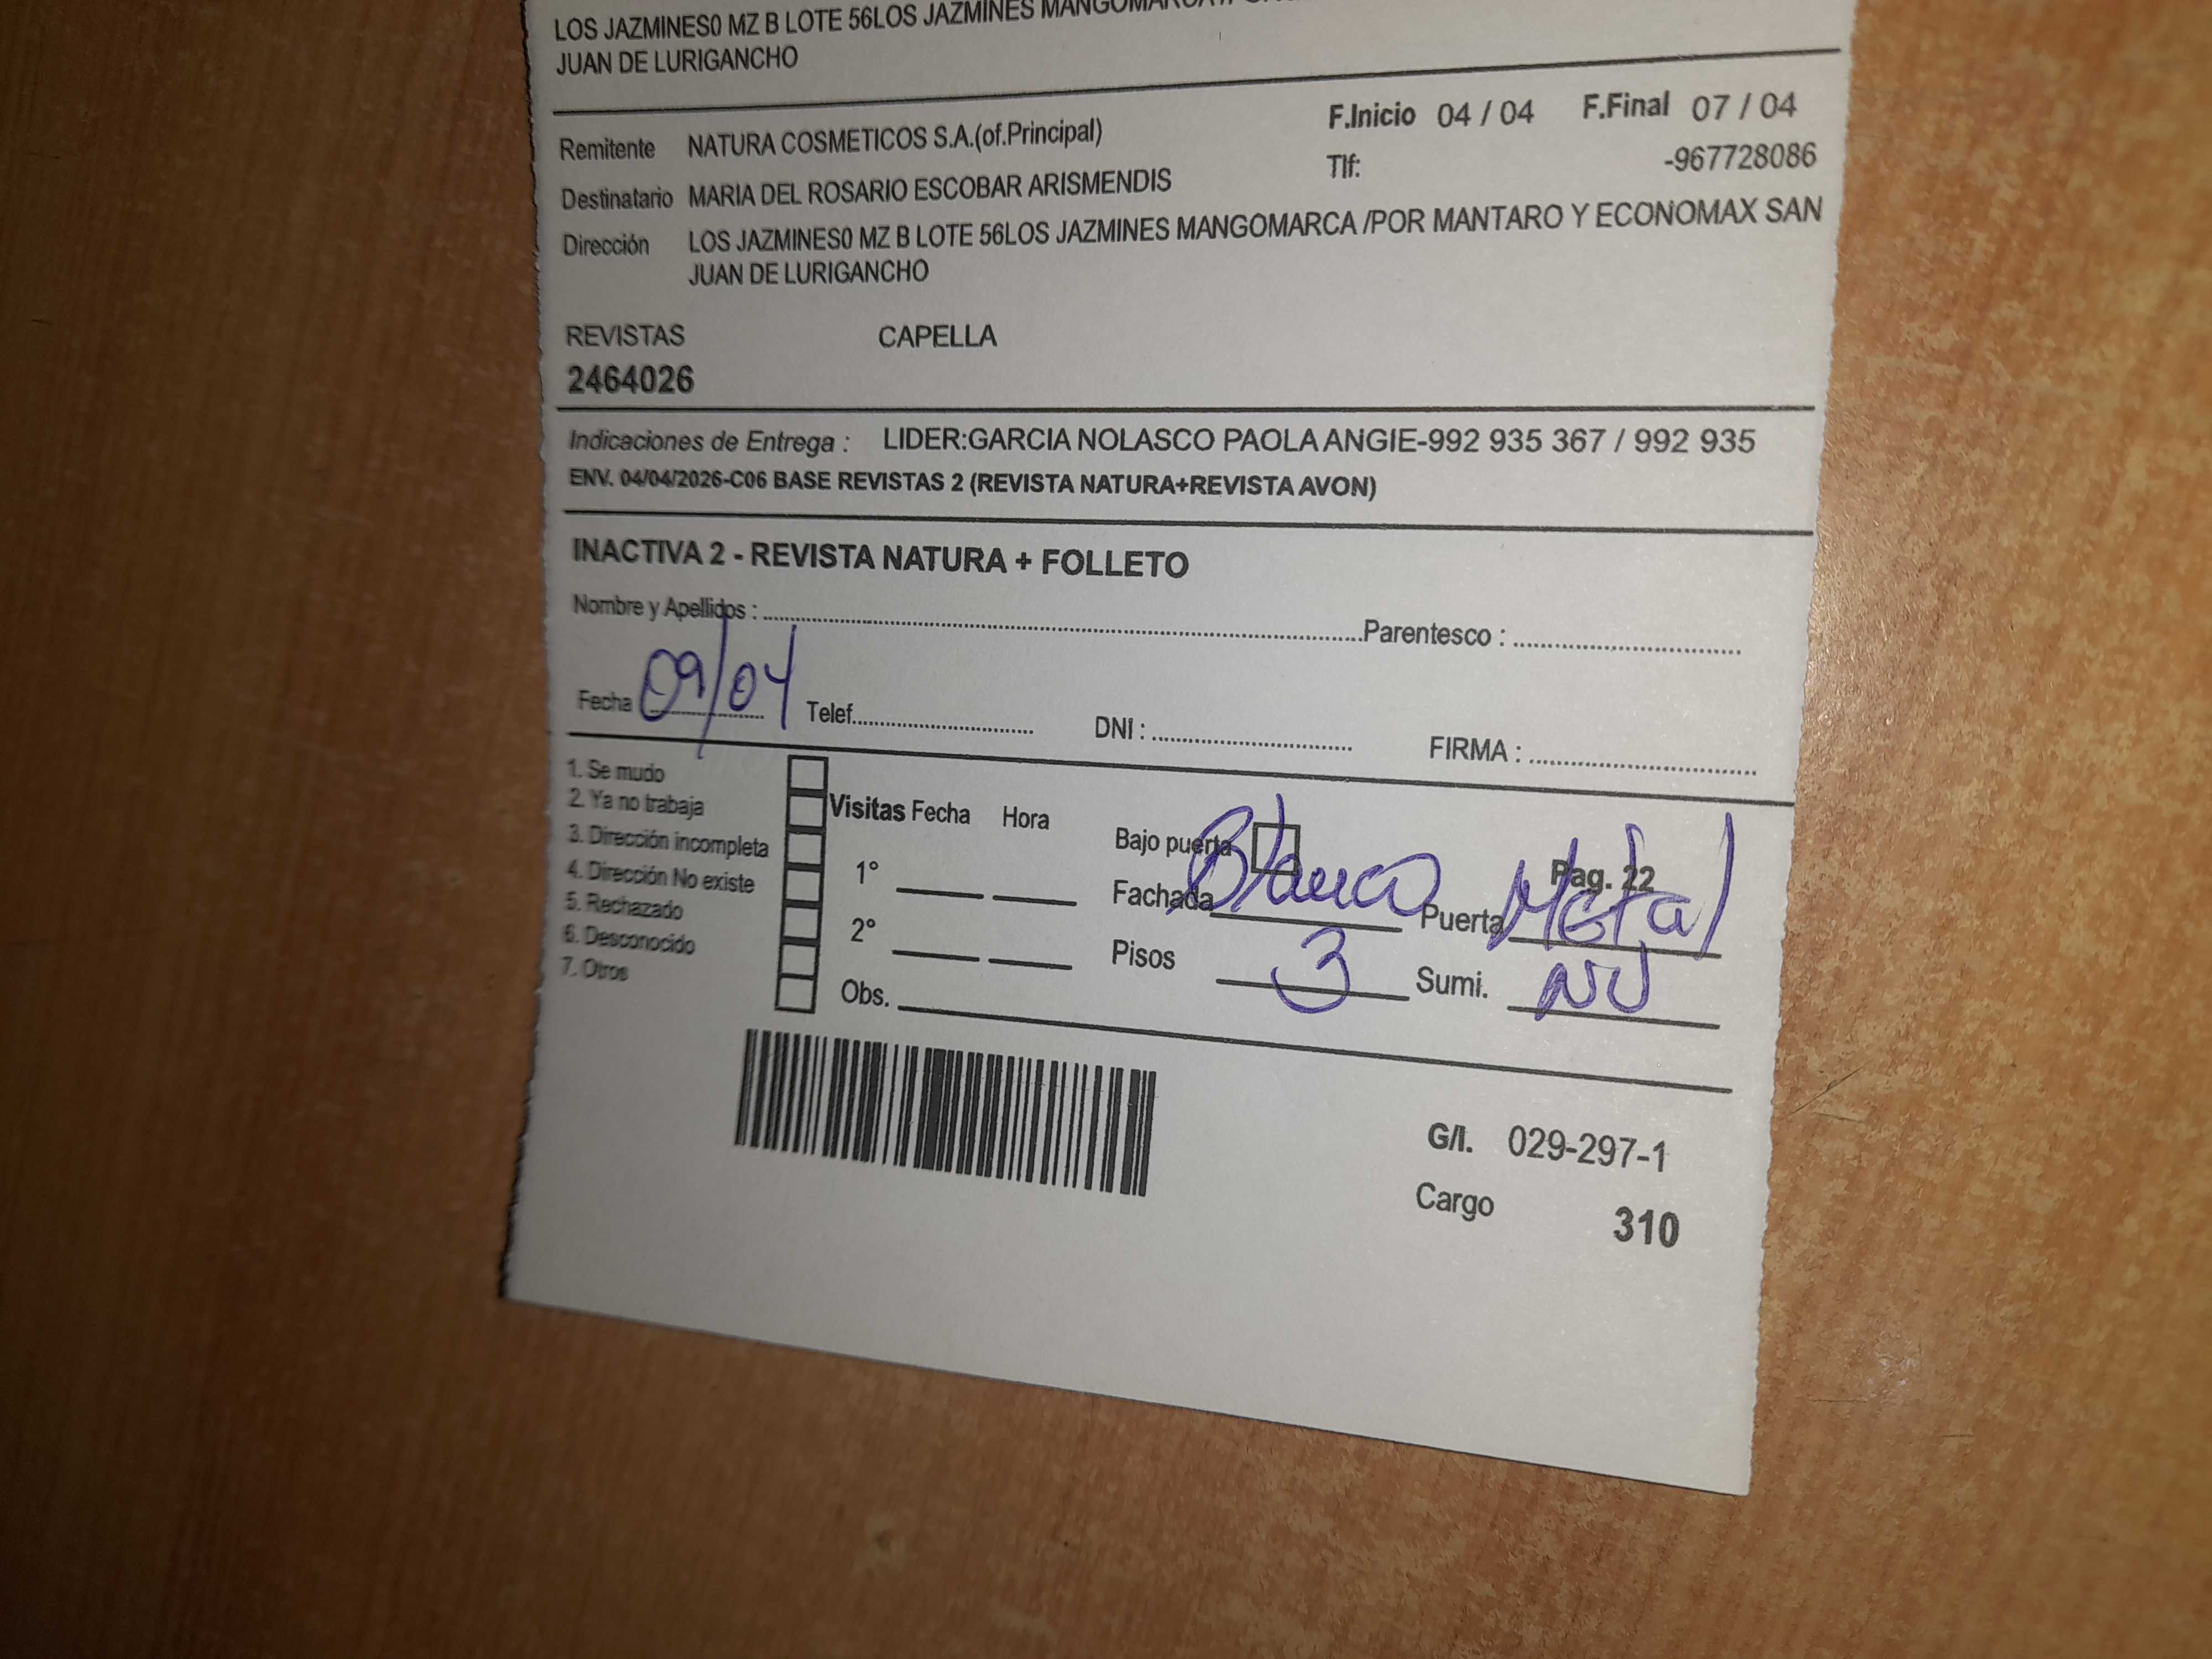 LOS JAZMINES0 MZ B LOTE 56LOS JAZMINES MANGOMARCA
JUAN DE LURIGANCHO
F.Inicio 04 / 04 F.Final 07 / 04
Remitente NATURA COSMETICOS S.A.(of.Principal)
Tlf: -967728086
Destinatario MARIA DEL ROSARIO ESCOBAR ARISMENDIS
Dirección LOS JAZMINES0 MZ B LOTE 56LOS JAZMINES MANGOMARCA /POR MANTARO Y ECONOMAX SAN
JUAN DE LURIGANCHO
REVISTAS CAPELLA
2464026
Indicaciones de Entrega : LIDER:GARCIA NOLASCO PAOLA ANGIE-992 935 367 / 992 935
ENV. 04/04/2026-C06 BASE REVISTAS 2 (REVISTA NATURA+REVISTA AVON)
INACTIVA 2 - REVISTA NATURA + FOLLETO
Nombre y Apellidos : Parentesco :
Fecha 09/04 Telef. DNI : FIRMA :
1. Se mudo
2. Ya no trabaja
3. Dirección incompleta
4. Dirección No existe
5. Rechazado
6. Desconocido
7. Otros
Visitas Fecha Hora
1°
2°
Obs.
Bajo puerta Pag. 22
Fachada Blanco Puerta Metal
Pisos 3 Sumi.
G/I. 029-297-1
Cargo 310